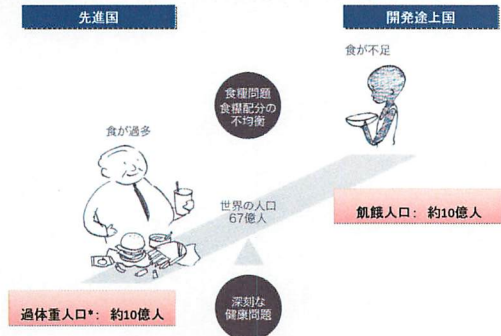 先進国
開発途上国
食が不足
食糧問題
食糧配分の
不均衡
食が過多
世界の人口
67億人
飢餓人口： 約10億人
深刻な
健康問題
過体重人口*： 約10億人